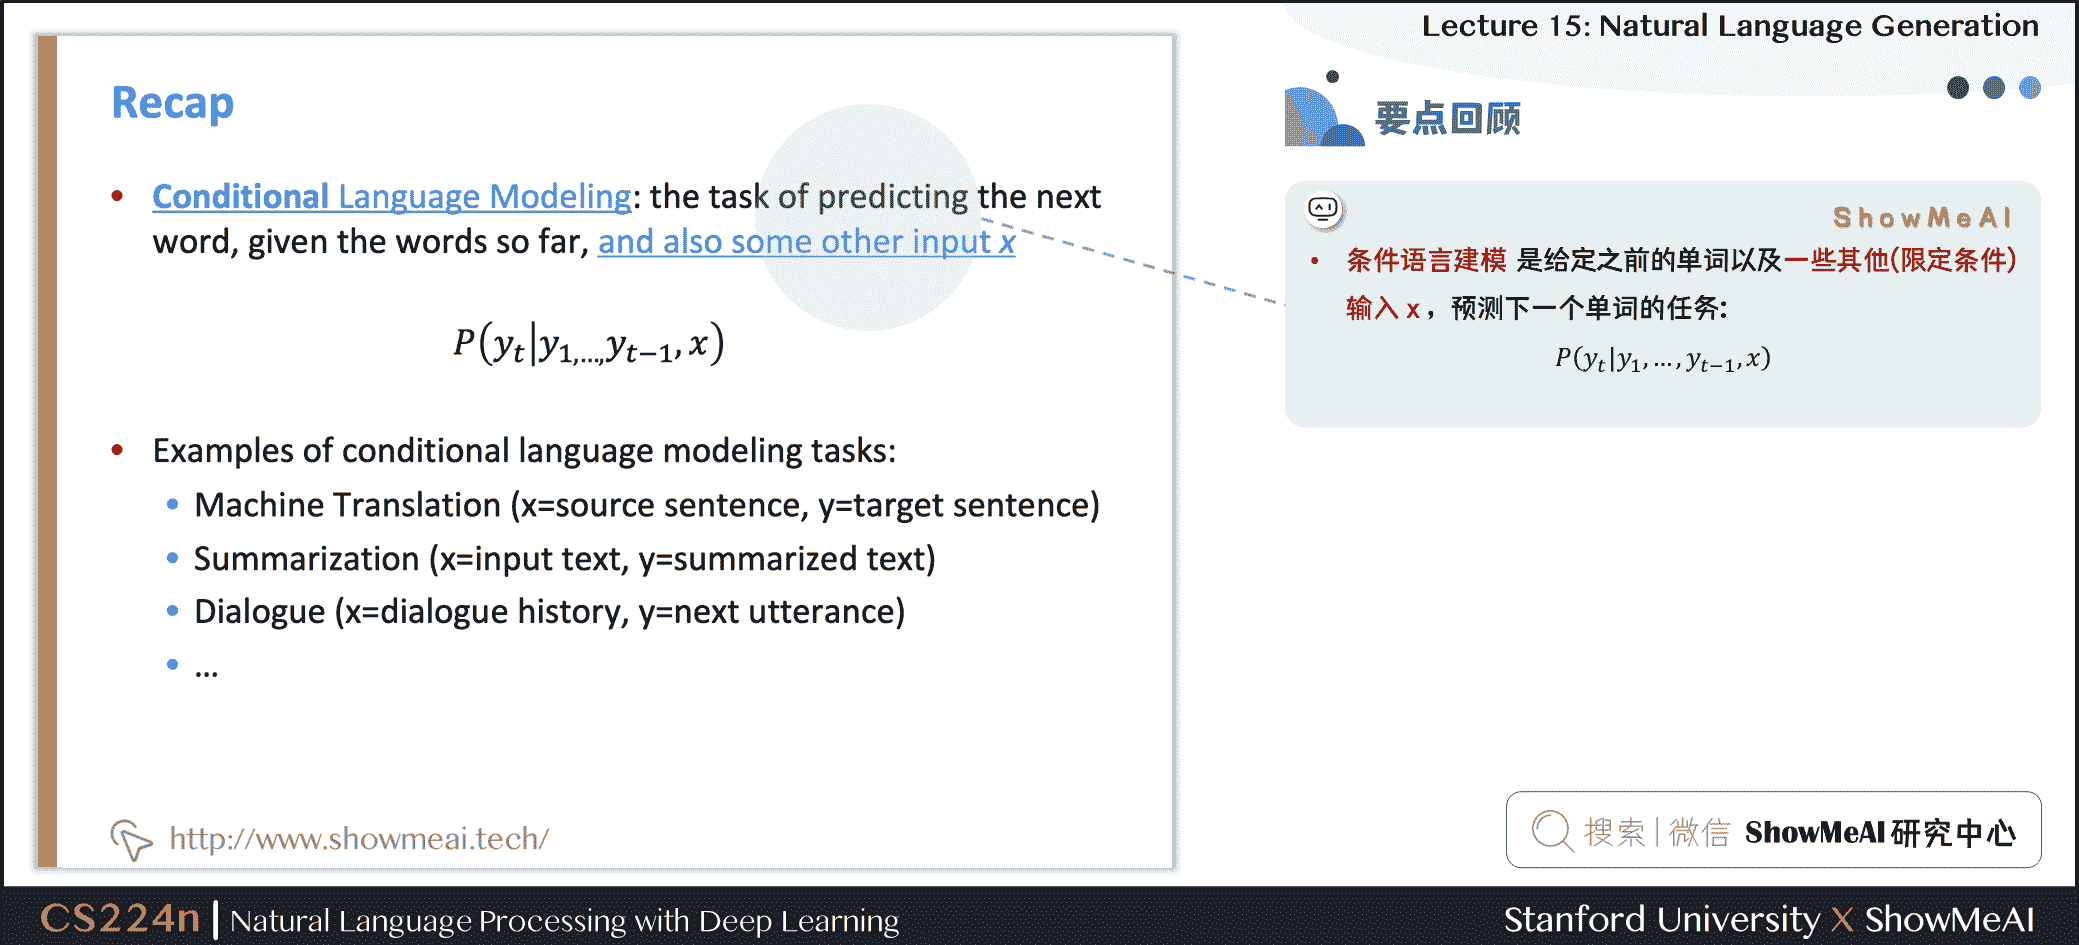 Lecture 15: Natural Language Generation
Recap
• Conditional Language Modeling: the task of predicting the next
word, given the words so far, and also some other input x
P(y_t|y_1,…,y_{t−1}, x)
• Examples of conditional language modeling tasks:
• Machine Translation (x=source sentence, y=target sentence)
• Summarization (x=input text, y=summarized text)
• Dialogue (x=dialogue history, y=next utterance)
• ...
http://www.showmeai.tech/
要点回顾
ShowMeAI
• 条件语言建模 是给定之前的单词以及一些其他(限定条件)
输入 x，预测下一个单词的任务:
P(y_t|y_1, … , y_{t−1}, x)
搜索|微信 ShowMeAI 研究中心
CS224n | Natural Language Processing with Deep Learning
Stanford University X ShowMeAI